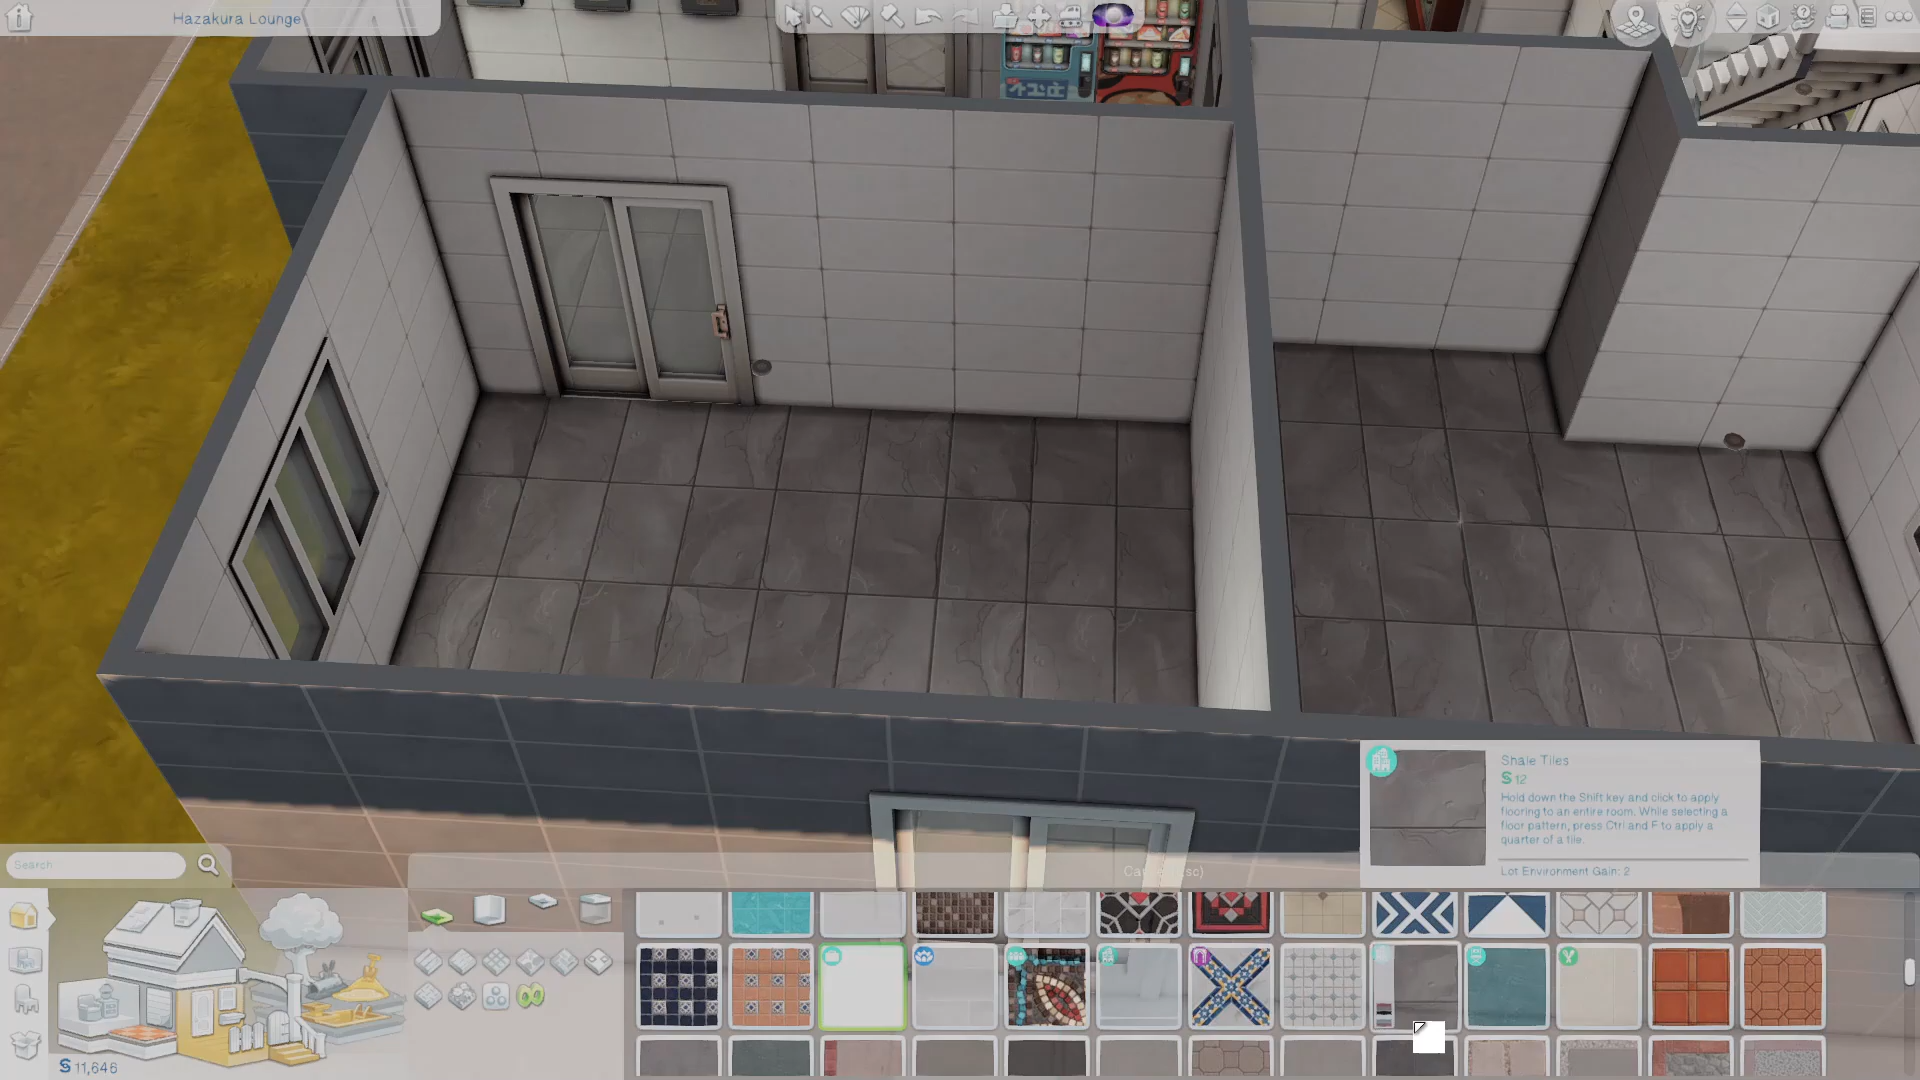 Hazakura Lounge
Shale Tiles
§12
Hold down the Shift key and click to apply
flooring to an entire room. While selecting a
floor pattern, press Ctrl and F to apply a
quarter of a tile.
Lot Environment Gain: 2
Search
§11,646